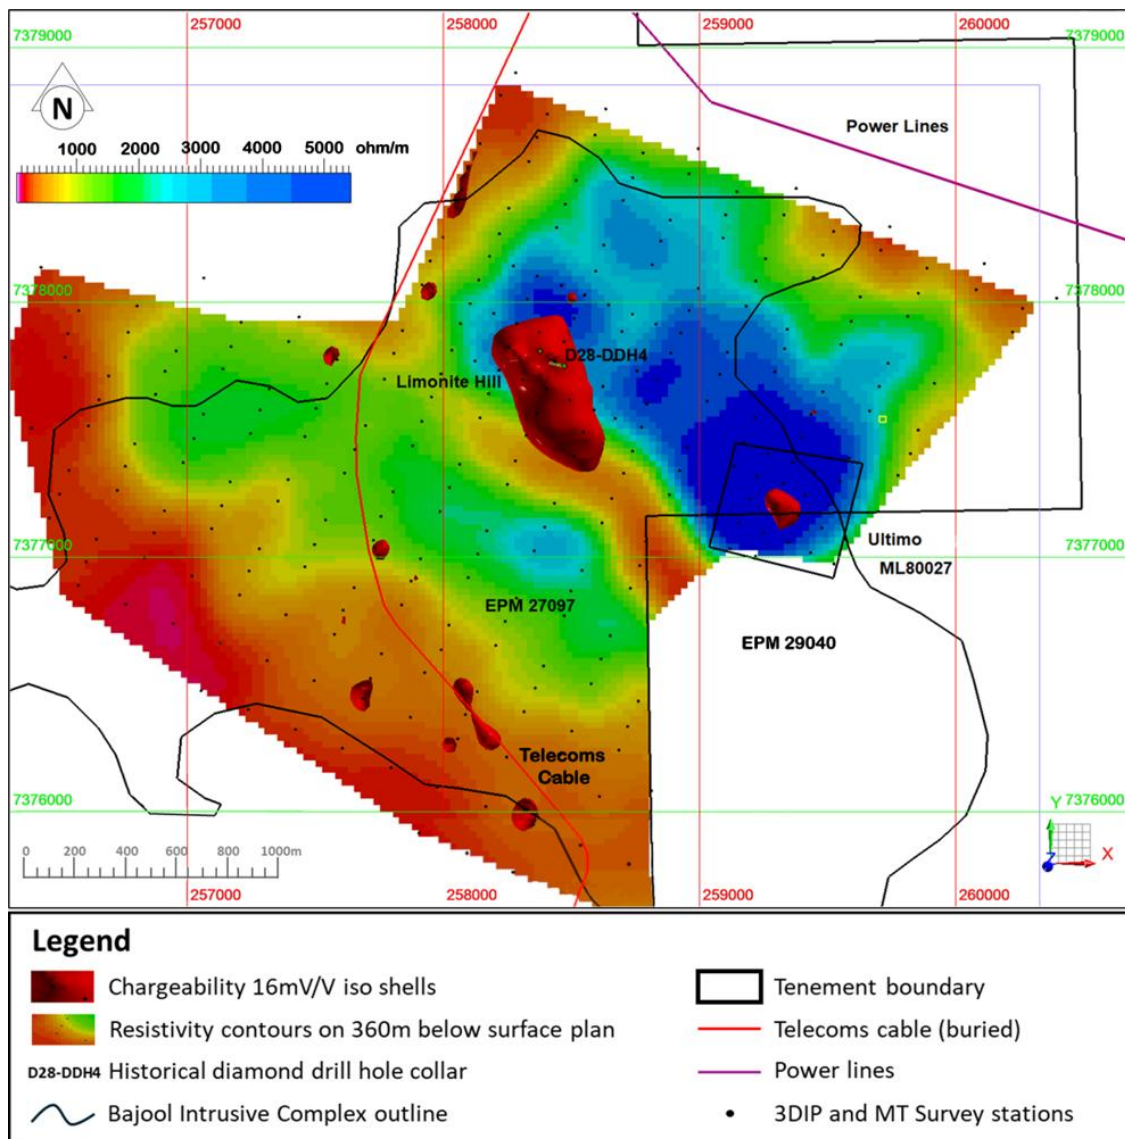 257000 258000 259000 260000
7379000 7379000
N
Power Lines
1000 2000 3000 4000 5000 ohm/m
7378000 7378000
D28-DDH4
Limonite Hill
Ultimo
7377000 7377000
ML80027
EPM 27097
EPM 29040
Telecoms
Cable
7376000 Y 7376000
0 200 400 600 800 1000m
Z X
257000 258000 259000 260000
Legend
Chargeability 16mV/V iso shells
Resistivity contours on 360m below surface plan
D28-DDH4 Historical diamond drill hole collar
Bajool Intrusive Complex outline
Tenement boundary
Telecoms cable (buried)
Power lines
3DIP and MT Survey stations